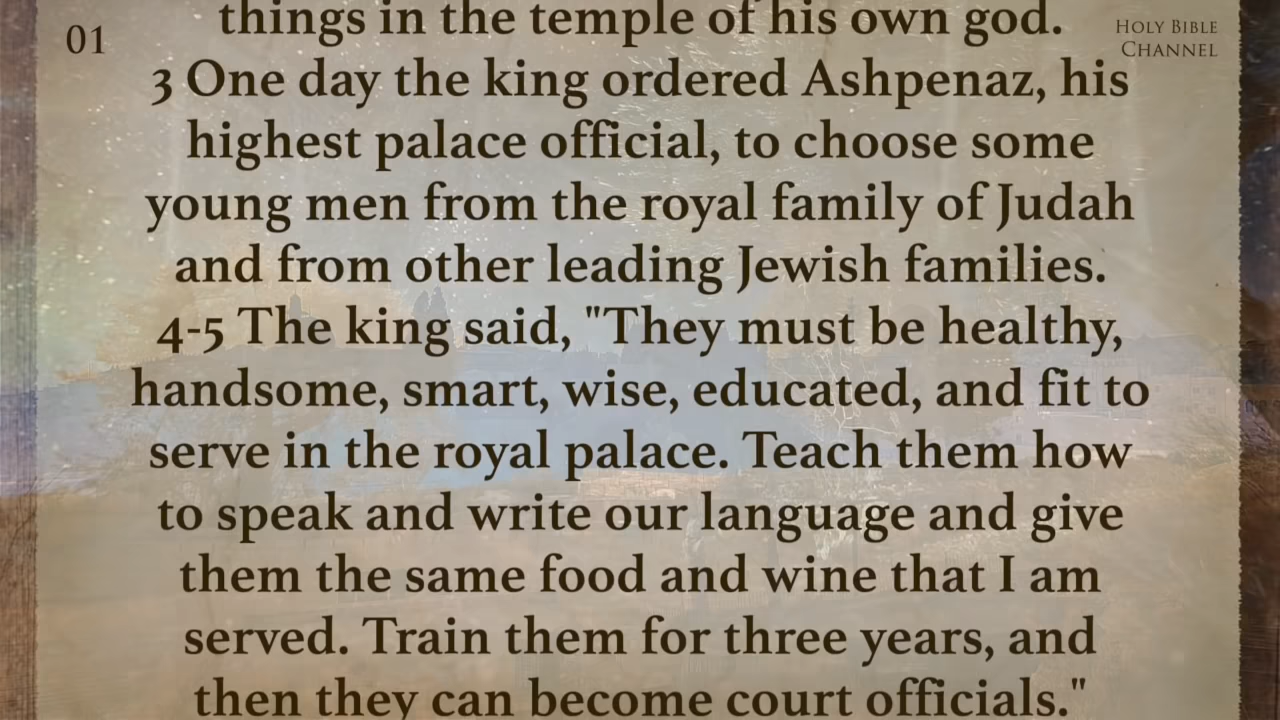 things in the temple of his own god.
01
HOLY BIBLE
CHANNEL
3 One day the king ordered Ashpenaz, his
highest palace official, to choose some
young men from the royal family of Judah
and from other leading Jewish families.
4-5 The king said, "They must be healthy,
handsome, smart, wise, educated, and fit to
serve in the royal palace. Teach them how
to speak and write our language and give
them the same food and wine that I am
served. Train them for three years, and
then they can become court officials."